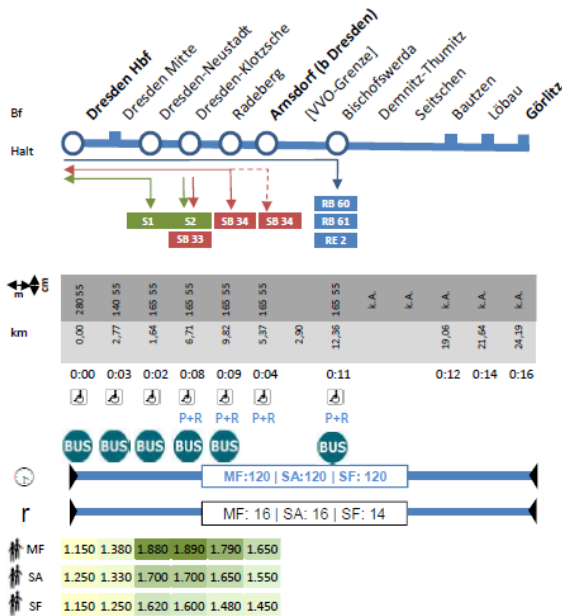 Dresden Hbf
Dresden Mitte
Dresden-Neustadt
Dresden-Klotzsche
Radeberg
Arnsdorf (b Dresden)
[VVO-Grenze]
Bischofswerda
Demnitz-Thumitz
Seitschen
Bautzen
Löbau
Görlitz
Bf
Halt
S1 S2 SB 34 SB 34 RB 60
SB 33 RB 61
RE 2
m cm
280 55 140 55 165 55 165 55 165 55 165 55 165 55 k.A. k.A. k.A. k.A. k.A.
km 0,00 2,77 1,64 6,71 9,82 5,37 2,90 12,36 19,06 21,64 24,19
0:00 0:03 0:02 0:08 0:09 0:04 0:11 0:12 0:14 0:16
P+R P+R P+R P+R
BUS BUS BUS BUS BUS BUS
MF:120 | SA:120 | SF: 120
r MF: 16 | SA: 16 | SF: 14
MF 1.150 1.380 1.880 1.890 1.790 1.650
SA 1.250 1.330 1.700 1.700 1.650 1.550
SF 1.150 1.250 1.620 1.600 1.480 1.450